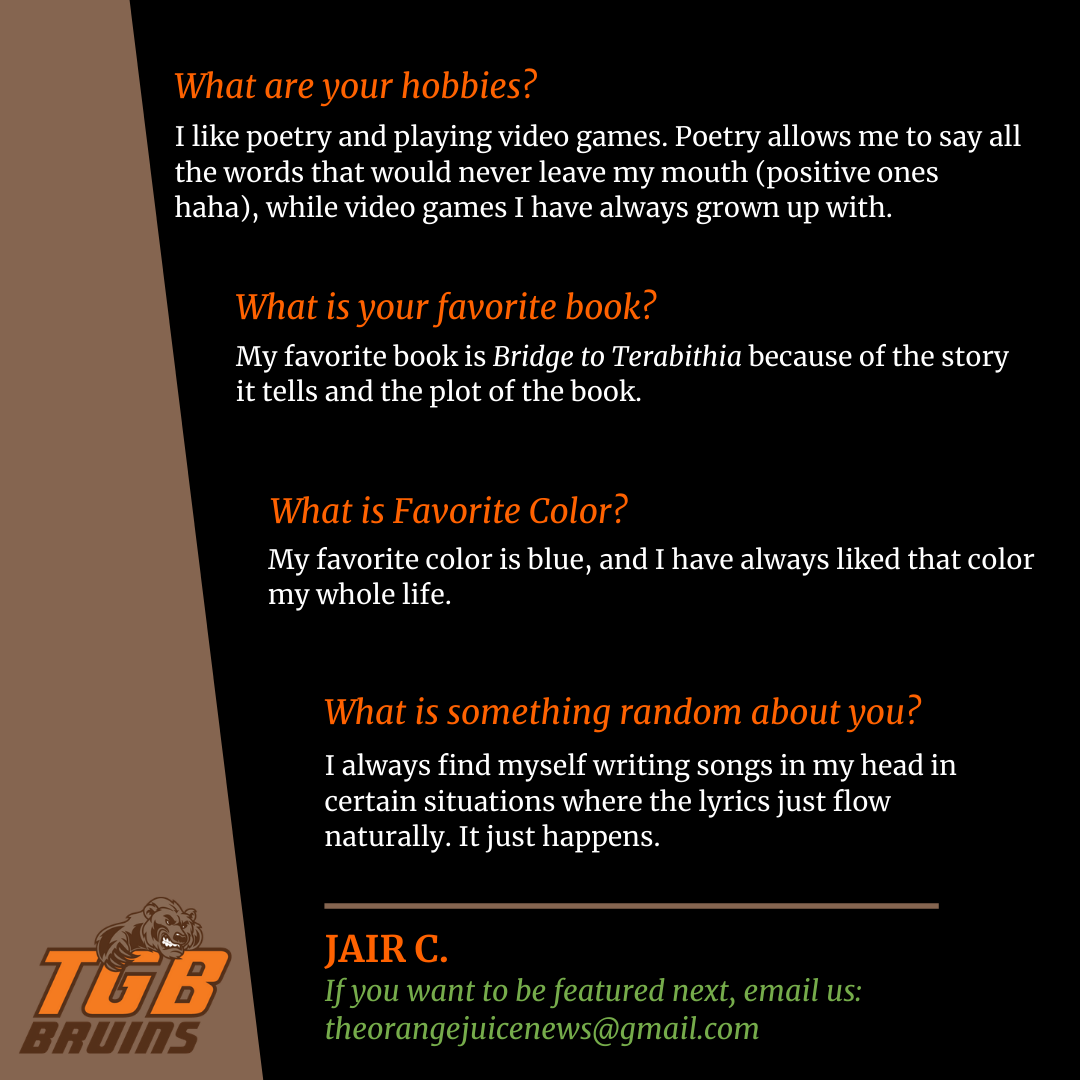 What are your hobbies?
I like poetry and playing video games. Poetry allows me to say all
the words that would never leave my mouth (positive ones
haha), while video games I have always grown up with.
What is your favorite book?
My favorite book is Bridge to Terabithia because of the story
it tells and the plot of the book.
What is Favorite Color?
My favorite color is blue, and I have always liked that color
my whole life.
What is something random about you?
I always find myself writing songs in my head in
certain situations where the lyrics just flow
naturally. It just happens.
JAIR C.
If you want to be featured next, email us:
theorangejuicenews@gmail.com
TGB
BRUINS